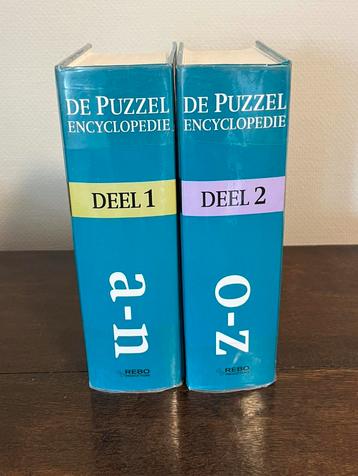 DE PUZZEL
ENCYCLOPEDIE
DEEL 1
a-n
REBO
DE PUZZEL
ENCYCLOPEDIE
DEEL 2
o-z
REBO